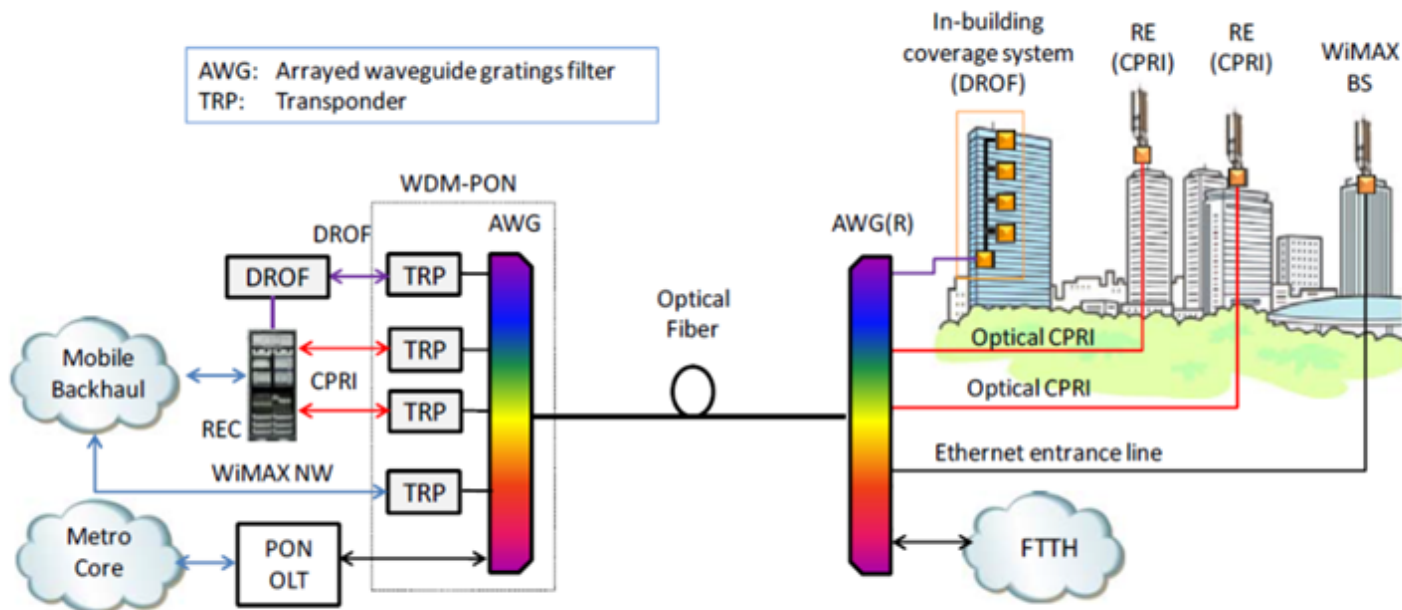 AWG: Arrayed waveguide gratings filter
TRP: Transponder
In-building
coverage system
(DROF)
RE
(CPRI)
RE
(CPRI)
WiMAX
BS
WDM-PON
AWG
AWG(R)
DROF
DROF
TRP
TRP
TRP
TRP
Optical
Fiber
Mobile
Backhaul
CPRI
REC
WiMAX NW
Metro
Core
PON
OLT
Optical CPRI
Optical CPRI
Ethernet entrance line
FTTH